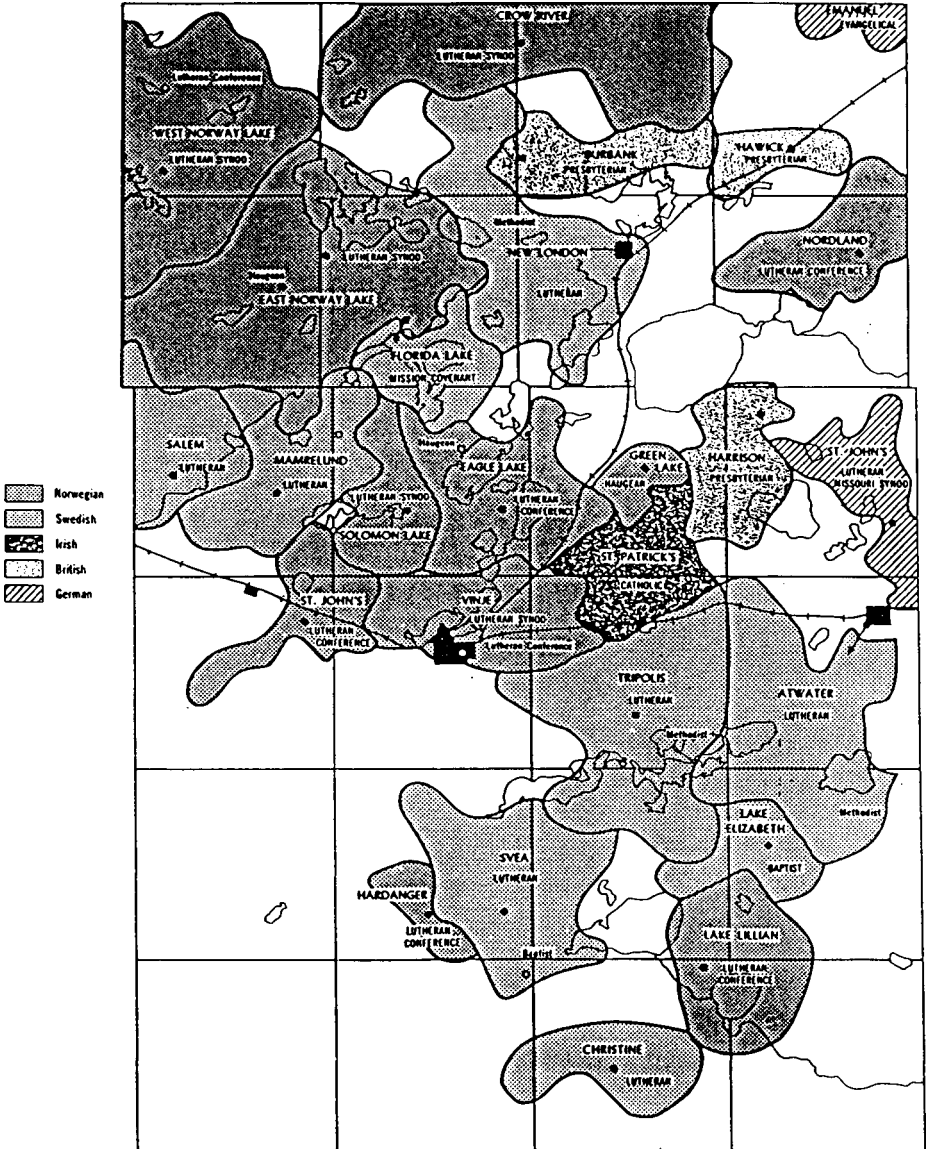 CROW RIVER
LUTHERAN SYNOD
EMANUEL
EVANGELICAL
Lutheran Conference
WEST NORWAY LAKE
LUTHERAN SYNOD
BURBANK
PRESBYTERIAN
HAWICK
PRESBYTERIAN
Methodist
NEW LONDON
LUTHERAN
NORDLAND
LUTHERAN CONFERENCE
LUTHERAN SYNOD
Haugean
EAST NORWAY LAKE
FLORIDA LAKE
MISSION COVENANT
SALEM
LUTHERAN
MAMRELUND
LUTHERAN
Haugean
EAGLE LAKE
LUTHERAN
CONFERENCE
LUTHERAN SYNOD
SOLOMON LAKE
GREEN
LAKE
HAUGEAN
HARRISON
PRESBYTERIAN
ST. JOHN'S
LUTHERAN
MISSOURI SYNOD
Norwegian
Swedish
Irish
British
German
ST. PATRICK'S
CATHOLIC
ST. JOHN'S
LUTHERAN
CONFERENCE
VINJE
LUTHERAN SYNOD
Lutheran Conference
TRIPOLIS
LUTHERAN
Methodist
ATWATER
LUTHERAN
Methodist
LAKE
ELIZABETH
BAPTIST
SVEA
LUTHERAN
Baptist
HARDANGER
LUTHERAN
CONFERENCE
LAKE LILLIAN
LUTHERAN
CONFERENCE
CHRISTINE
LUTHERAN